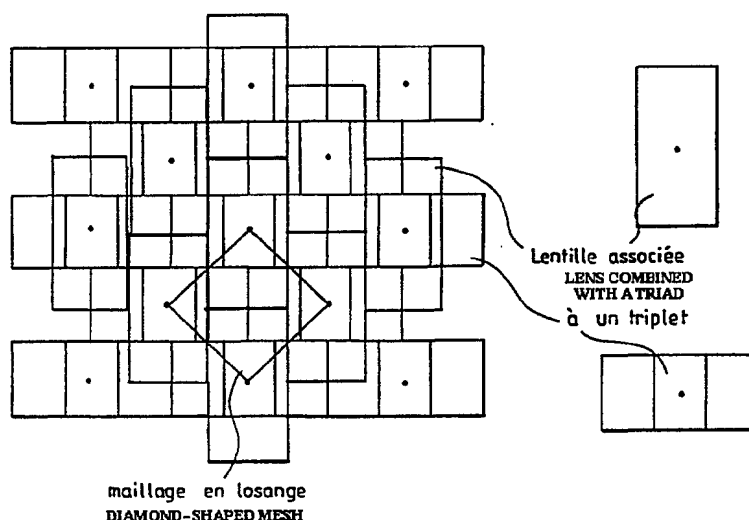 Lentille associée
LENS COMBINED
WITH A TRIAD
à un triplet
maillage en losange
DIAMOND-SHAPED MESH